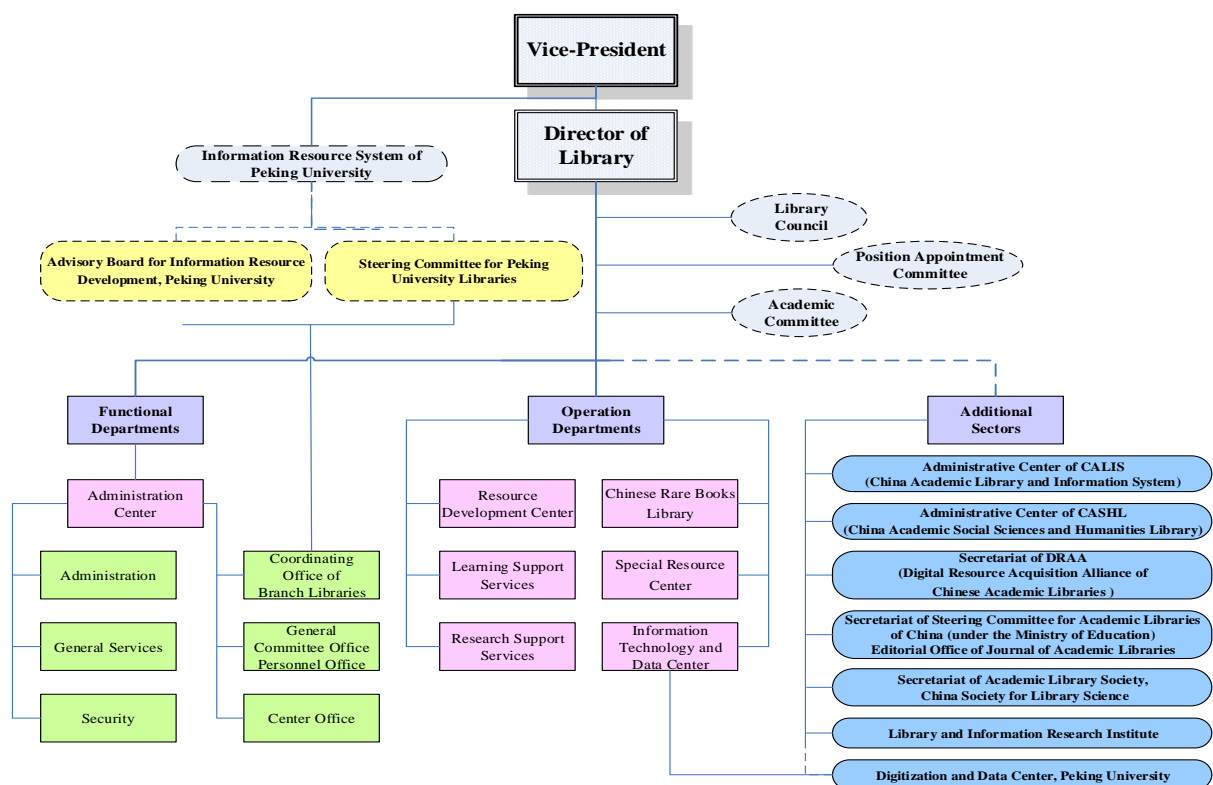 Vice-President
Director of
Library
Information Resource System of
Peking University
Library
Council
Advisory Board for Information Resource
Development, Peking University
Steering Committee for Peking
University Libraries
Position Appointment
Committee
Academic
Committee
Functional
Departments
Operation
Departments
Additional
Sectors
Administration
Center
Administration
General Services
Security
Coordinating
Office of
Branch Libraries
General
Committee Office
Personnel Office
Center Office
Resource
Development Center
Learning Support
Services
Research Support
Services
Chinese Rare Books
Library
Special Resource
Center
Information
Technology and
Data Center
Administrative Center of CALIS
(China Academic Library and Information System)
Administrative Center of CASHL
(China Academic Social Sciences and Humanities Library)
Secretariat of DRAA
(Digital Resource Acquisition Alliance of
Chinese Academic Libraries )
Secretariat of Steering Committee for Academic Libraries
of China (under the Ministry of Education)
Editorial Office of Journal of Academic Libraries
Secretariat of Academic Library Society,
China Society for Library Science
Library and Information Research Institute
Digitization and Data Center, Peking University